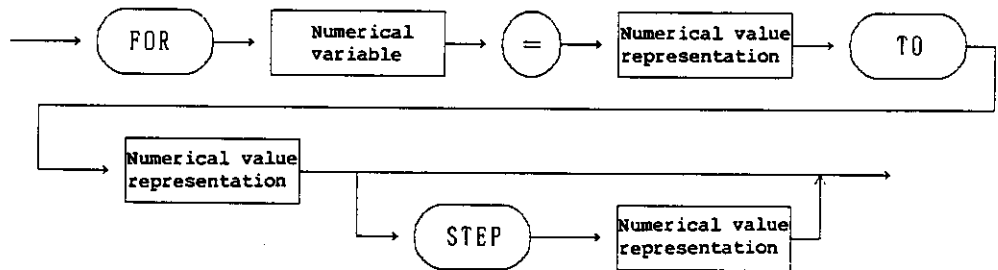 FOR
Numerical
variable
=
Numerical value
representation
TO
Numerical value
representation
STEP
Numerical value
representation